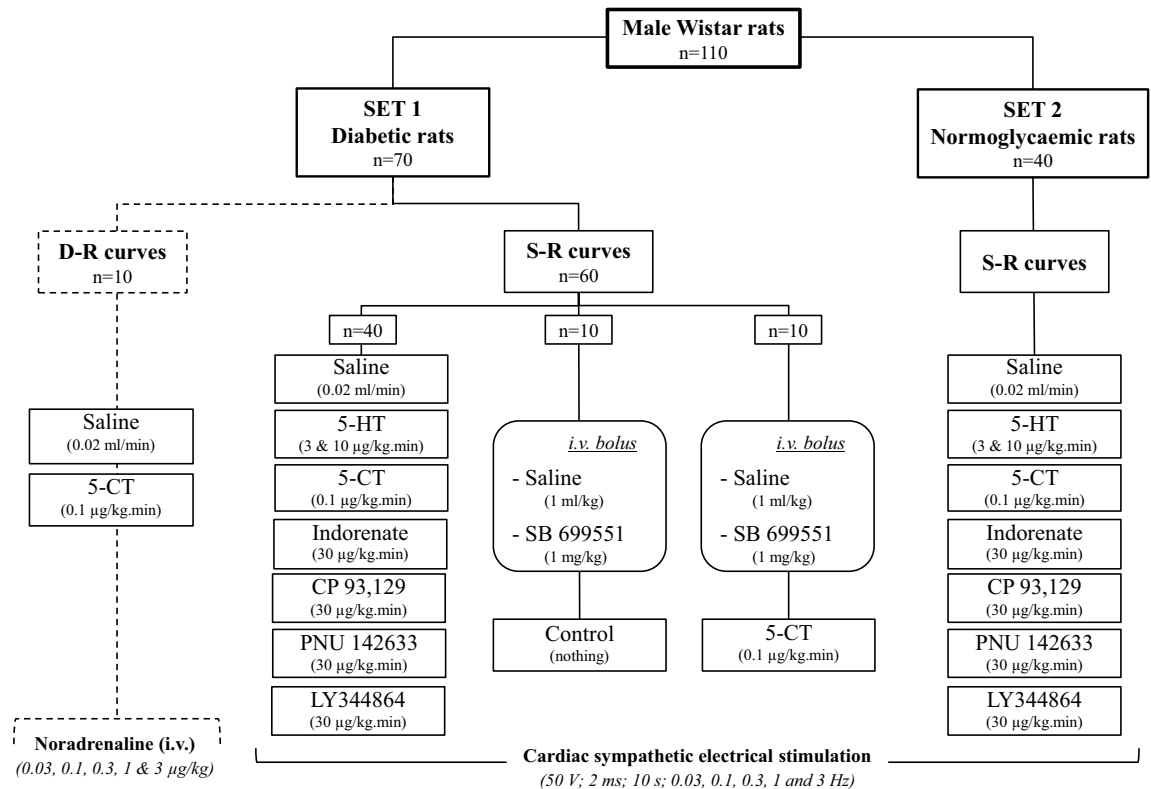 Male Wistar rats
n=110
SET 1
Diabetic rats
n=70
SET 2
Normoglycaemic rats
n=40
D-R curves
n=10
S-R curves
n=60
S-R curves
n=40
n=10
n=10
Saline
(0.02 ml/min)
5-CT
(0.1 µg/kg.min)
Noradrenaline (i.v.)
(0.03, 0.1, 0.3, 1 & 3 µg/kg)
Saline
(0.02 ml/min)
5-HT
(3 & 10 µg/kg.min)
5-CT
(0.1 µg/kg.min)
Indorenate
(30 µg/kg.min)
CP 93,129
(30 µg/kg.min)
PNU 142633
(30 µg/kg.min)
LY344864
(30 µg/kg.min)
i.v. bolus
- Saline
(1 ml/kg)
- SB 699551
(1 mg/kg)
Control
(nothing)
i.v. bolus
- Saline
(1 ml/kg)
- SB 699551
(1 mg/kg)
5-CT
(0.1 µg/kg.min)
Saline
(0.02 ml/min)
5-HT
(3 & 10 µg/kg.min)
5-CT
(0.1 µg/kg.min)
Indorenate
(30 µg/kg.min)
CP 93,129
(30 µg/kg.min)
PNU 142633
(30 µg/kg.min)
LY344864
(30 µg/kg.min)
Cardiac sympathetic electrical stimulation
(50 V; 2 ms; 10 s; 0.03, 0.1, 0.3, 1 and 3 Hz)